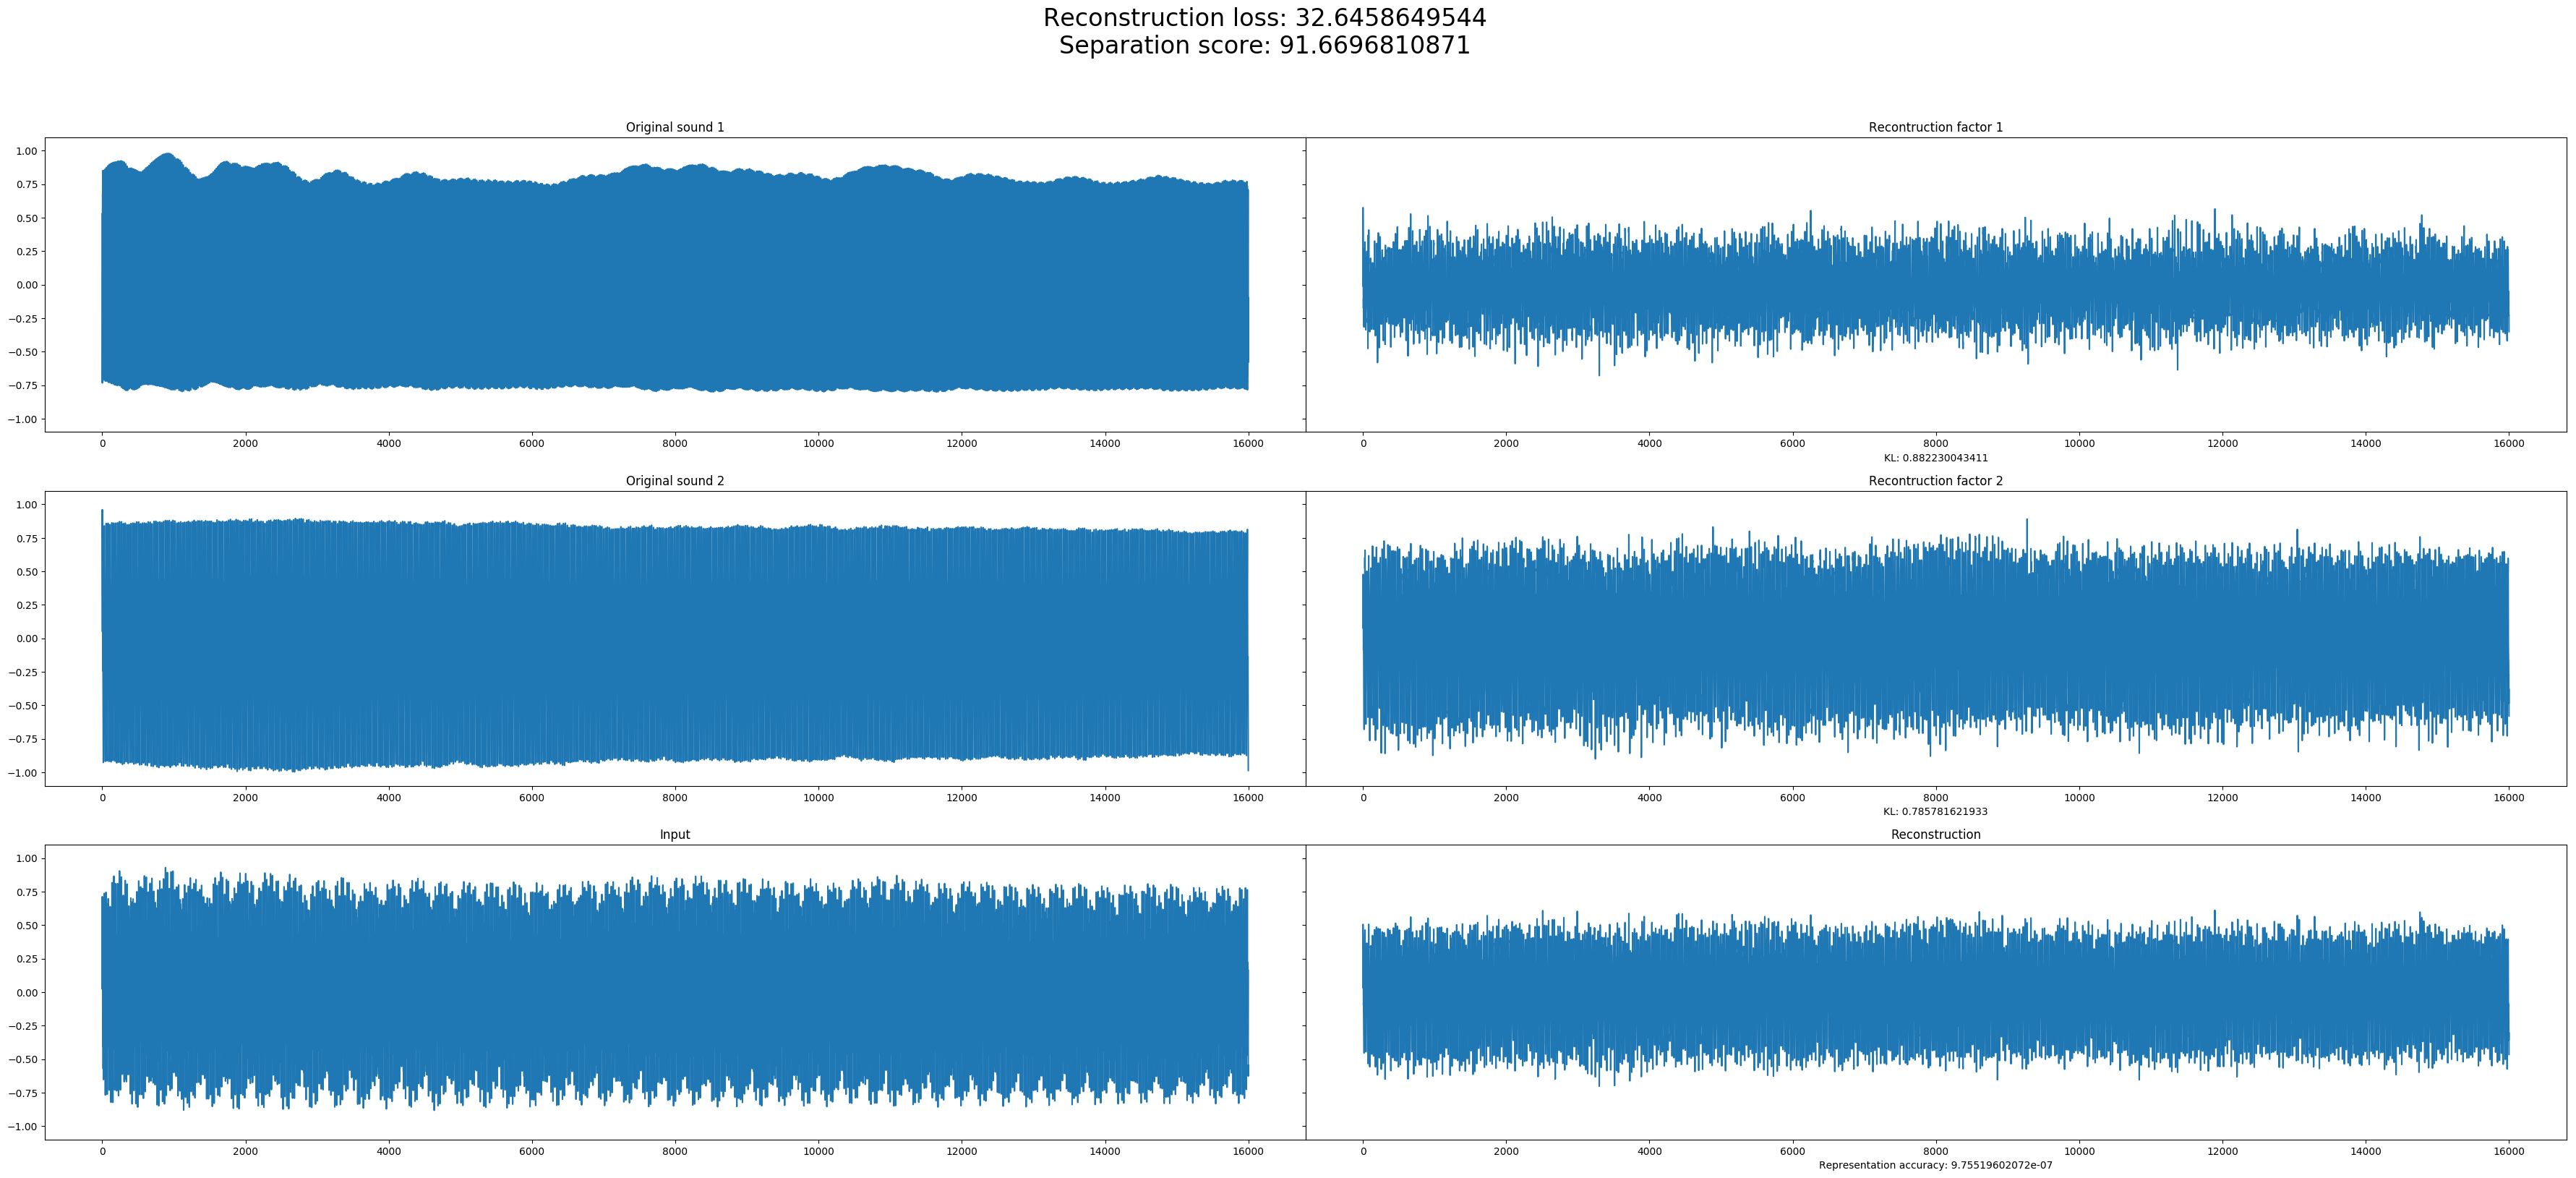 Reconstruction loss: 32.6458649544
Separation score: 91.6696810871
Original sound 1
Recontruction factor 1
1.00
0.75
0.50
0.25
0.00
−0.25
−0.50
−0.75
−1.00
0 2000 4000 6000 8000 10000 12000 14000 16000
0 2000 4000 6000 8000 10000 12000 14000 16000
KL: 0.882230043411
Original sound 2
Recontruction factor 2
1.00
0.75
0.50
0.25
0.00
−0.25
−0.50
−0.75
−1.00
0 2000 4000 6000 8000 10000 12000 14000 16000
0 2000 4000 6000 8000 10000 12000 14000 16000
KL: 0.785781621933
Input
Reconstruction
1.00
0.75
0.50
0.25
0.00
−0.25
−0.50
−0.75
−1.00
0 2000 4000 6000 8000 10000 12000 14000 16000
0 2000 4000 6000 8000 10000 12000 14000 16000
Representation accuracy: 9.75519602072e-07